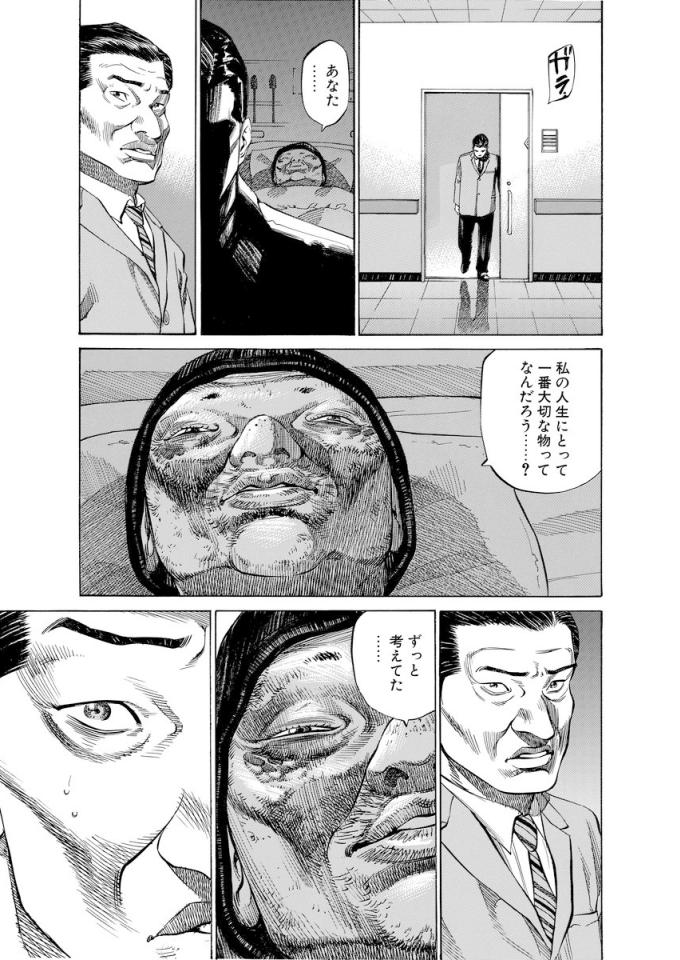 ガラ
あなた
……
私の人生にとって
一番大切な物って
なんだろう……?
ずっと
考えてた
……